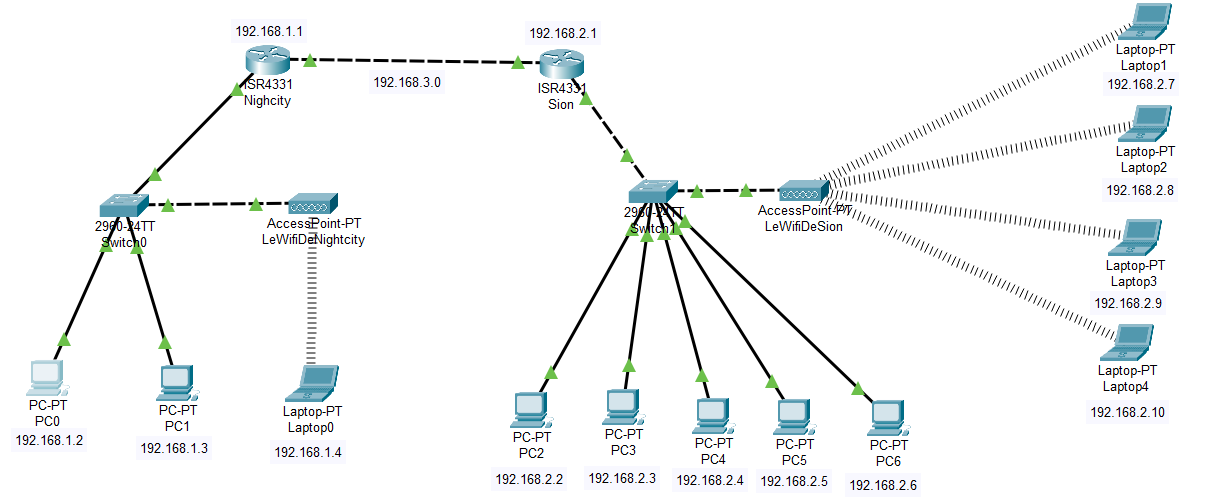 192.168.1.1
ISR4331
Nighcity
192.168.3.0
192.168.2.1
ISR4331
Sion
Laptop-PT
Laptop1
192.168.2.7
Laptop-PT
Laptop2
192.168.2.8
2960-24TT
Switch0
AccessPoint-PT
LeWifiDeNightcity
2960-24TT
Switch1
AccessPoint-PT
LeWifiDeSion
Laptop-PT
Laptop3
192.168.2.9
Laptop-PT
Laptop4
192.168.2.10
PC-PT
PC0
192.168.1.2
PC-PT
PC1
192.168.1.3
Laptop-PT
Laptop0
192.168.1.4
PC-PT
PC2
192.168.2.2
PC-PT
PC3
192.168.2.3
PC-PT
PC4
192.168.2.4
PC-PT
PC5
192.168.2.5
PC-PT
PC6
192.168.2.6